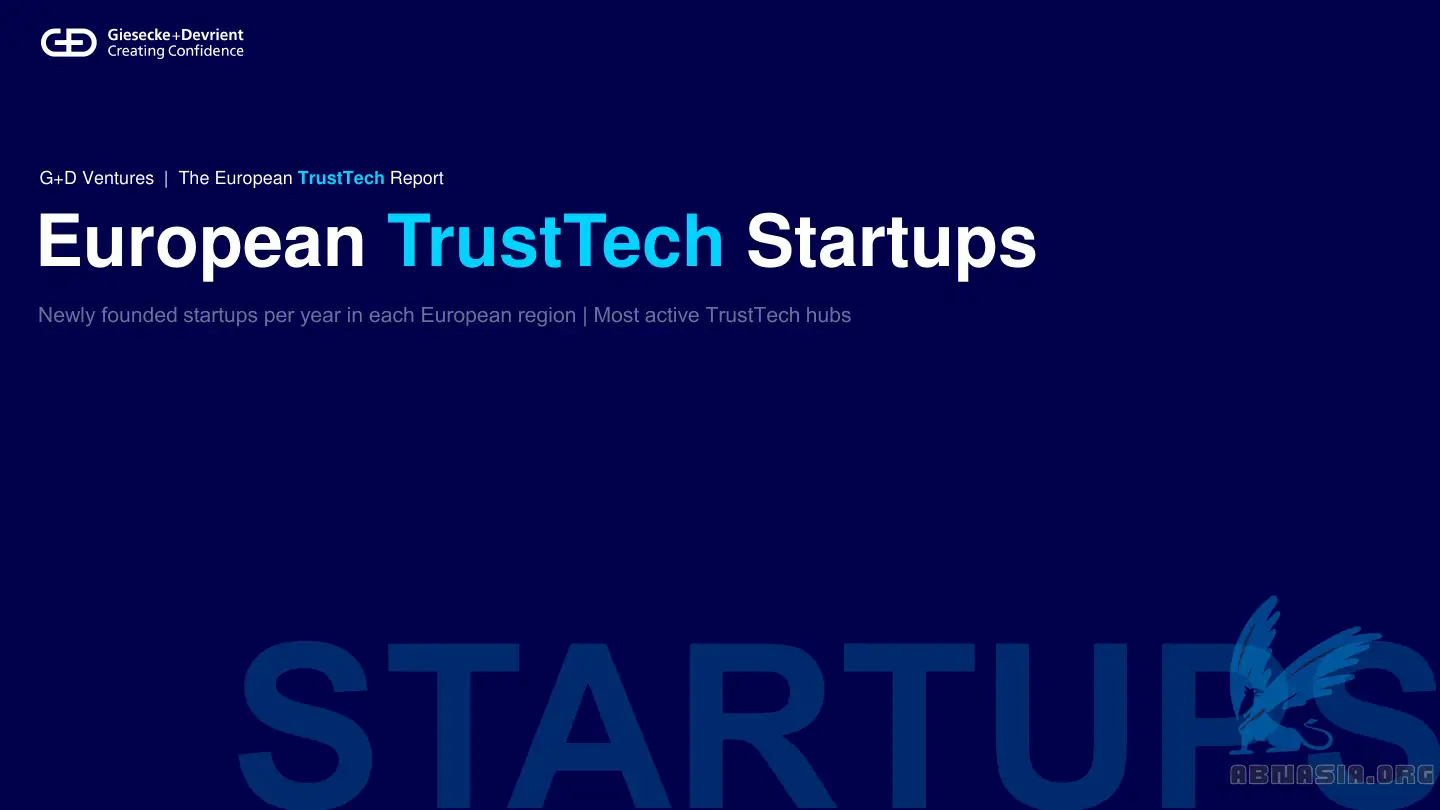 Giesecke+Devrient
Creating Confidence
G+D Ventures | The European TrustTech Report
European TrustTech Startups
Newly founded startups per year in each European region | Most active TrustTech hubs
STARTUPS
ABNASIA.ORG